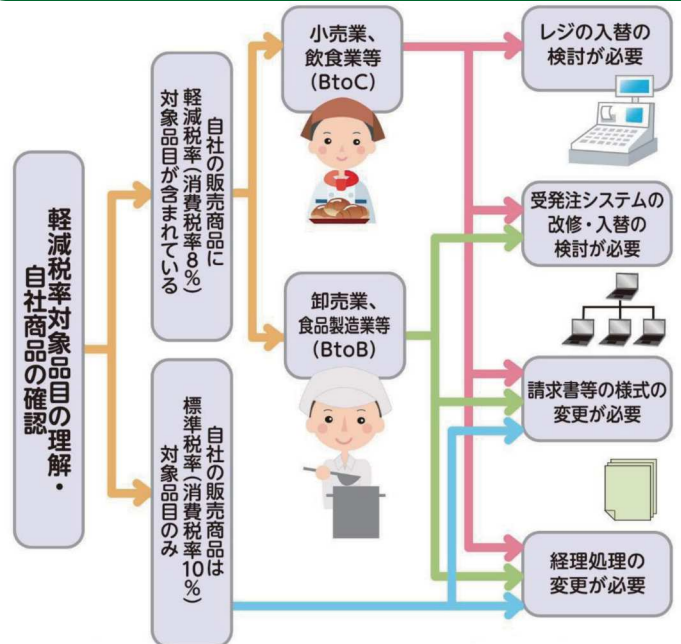 軽減税率対象品目の理解・
自社商品の確認
自社の販売商品に
軽減税率(消費税率8%)
対象品目が含まれている
自社の販売商品は
標準税率(消費税率10%)
対象品目のみ
小売業、
飲食業等
(BtoC)
卸売業、
食品製造業等
(BtoB)
レジの入替の
検討が必要
受発注システムの
改修・入替の
検討が必要
請求書等の様式の
変更が必要
経理処理の
変更が必要